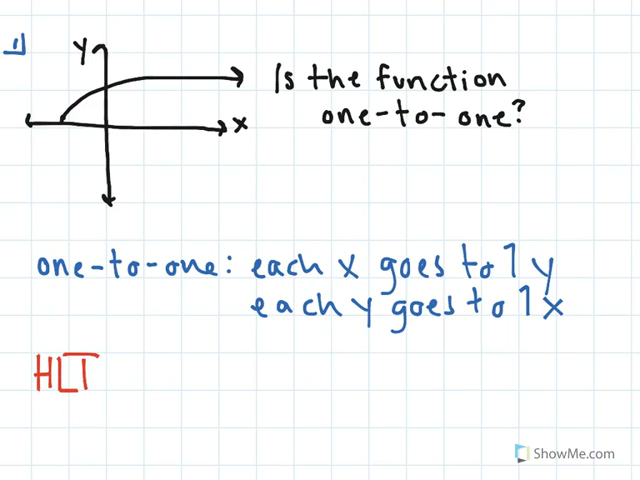 1)
Y
X
Is the function
one-to-one?
one-to-one: each x goes to 1 y
each y goes to 1 x
HLT
ShowMe.com